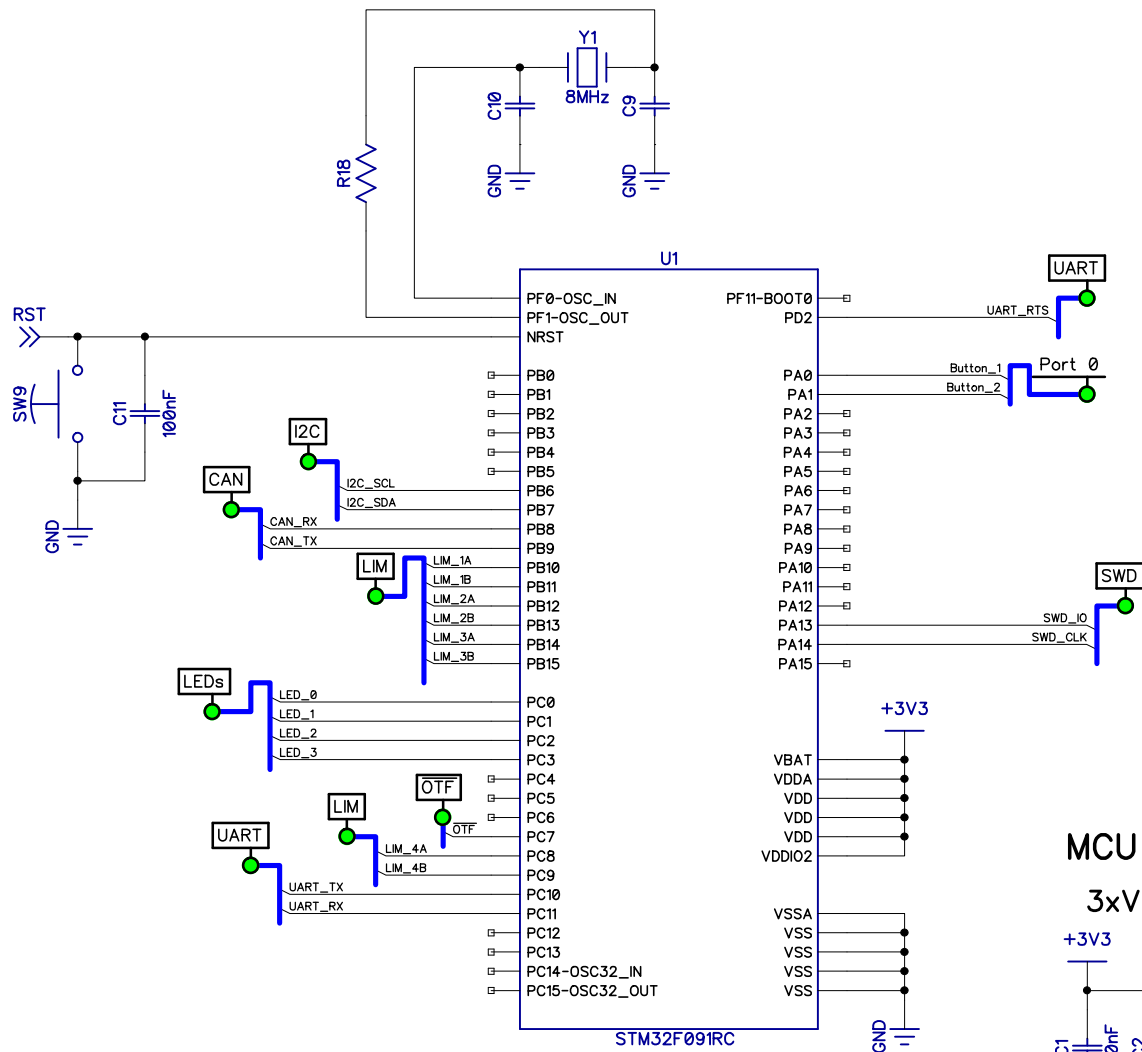 Y1
8MHz
C10
C9
GND
GND
R18
U1
RST
SW9
C11
100nF
GND
PF0-OSC_IN
PF1-OSC_OUT
NRST
PB0
PB1
PB2
PB3
PB4
PB5
PB6
PB7
PB8
PB9
PB10
PB11
PB12
PB13
PB14
PB15
PC0
PC1
PC2
PC3
PC4
PC5
PC6
PC7
PC8
PC9
PC10
PC11
PC12
PC13
PC14-OSC32_IN
PC15-OSC32_OUT
I2C
I2C_SCL
I2C_SDA
CAN
CAN_RX
CAN_TX
LIM
LIM_1A
LIM_1B
LIM_2A
LIM_2B
LIM_3A
LIM_3B
LEDs
LED_0
LED_1
LED_2
LED_3
OTF
OTF
LIM
LIM_4A
LIM_4B
UART
UART_TX
UART_RX
PF11-BOOT0
PD2
PA0
PA1
PA2
PA3
PA4
PA5
PA6
PA7
PA8
PA9
PA10
PA11
PA12
PA13
PA14
PA15
VBAT
VDDA
VDD
VDD
VDD
VDDIO2
VSSA
VSS
VSS
VSS
VSS
UART
UART_RTS
Button_1
Button_2
Port 0
SWD
SWD_IO
SWD_CLK
+3V3
GND
STM32F091RC
MCU
3xV
+3V3
C1
0nF
C2